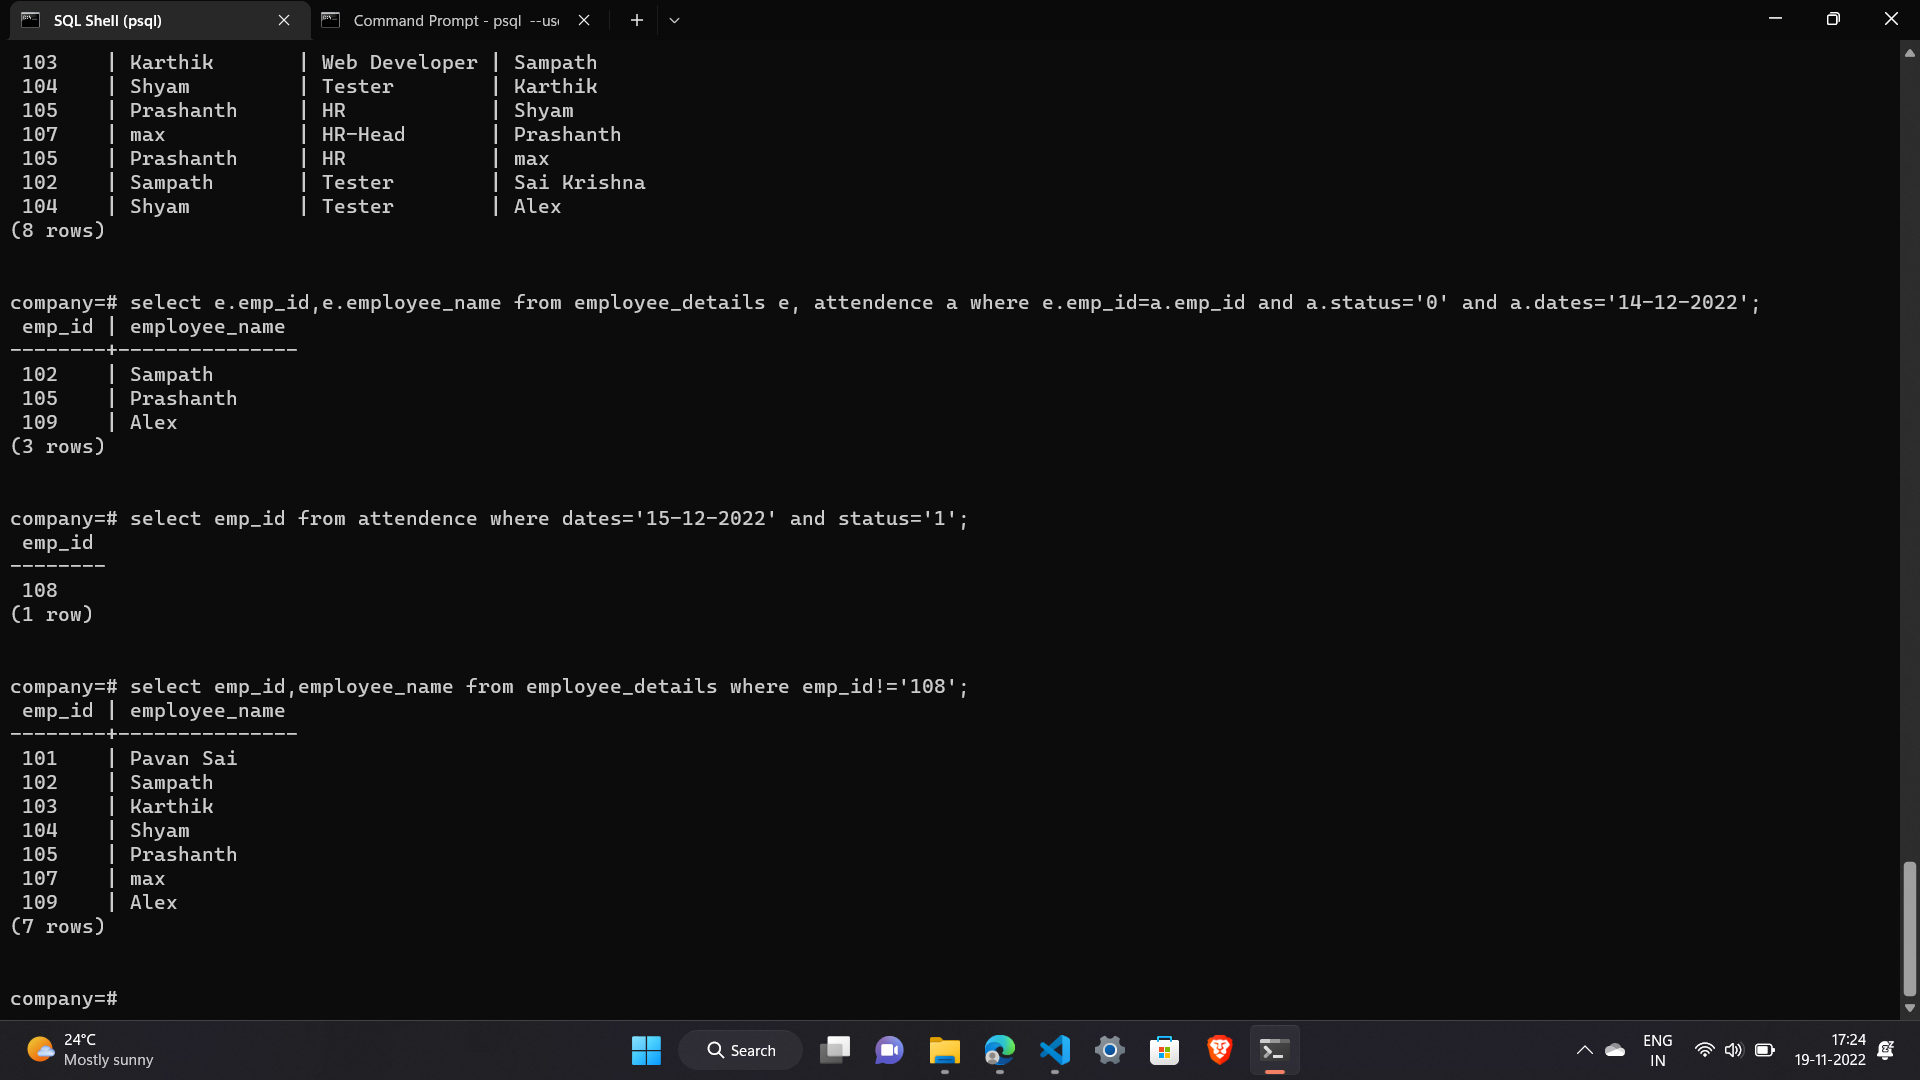 SQL Shell (psql)
Command Prompt - psql --us
 103    | Karthik       | Web Developer | Sampath
 104    | Shyam         | Tester        | Karthik
 105    | Prashanth     | HR            | Shyam
 107    | max           | HR-Head       | Prashanth
 105    | Prashanth     | HR            | max
 102    | Sampath       | Tester        | Sai Krishna
 104    | Shyam         | Tester        | Alex
(8 rows)
company=# select e.emp_id,e.employee_name from employee_details e, attendence a where e.emp_id=a.emp_id and a.status='0' and a.dates='14-12-2022';
 emp_id | employee_name
--------+---------------
 102    | Sampath
 105    | Prashanth
 109    | Alex
(3 rows)
company=# select emp_id from attendence where dates='15-12-2022' and status='1';
 emp_id
--------
 108
(1 row)
company=# select emp_id,employee_name from employee_details where emp_id!='108';
 emp_id | employee_name
--------+---------------
 101    | Pavan Sai
 102    | Sampath
 103    | Karthik
 104    | Shyam
 105    | Prashanth
 107    | max
 109    | Alex
(7 rows)
company=#
24°C
Mostly sunny
Search
ENG
IN
17:24
19-11-2022